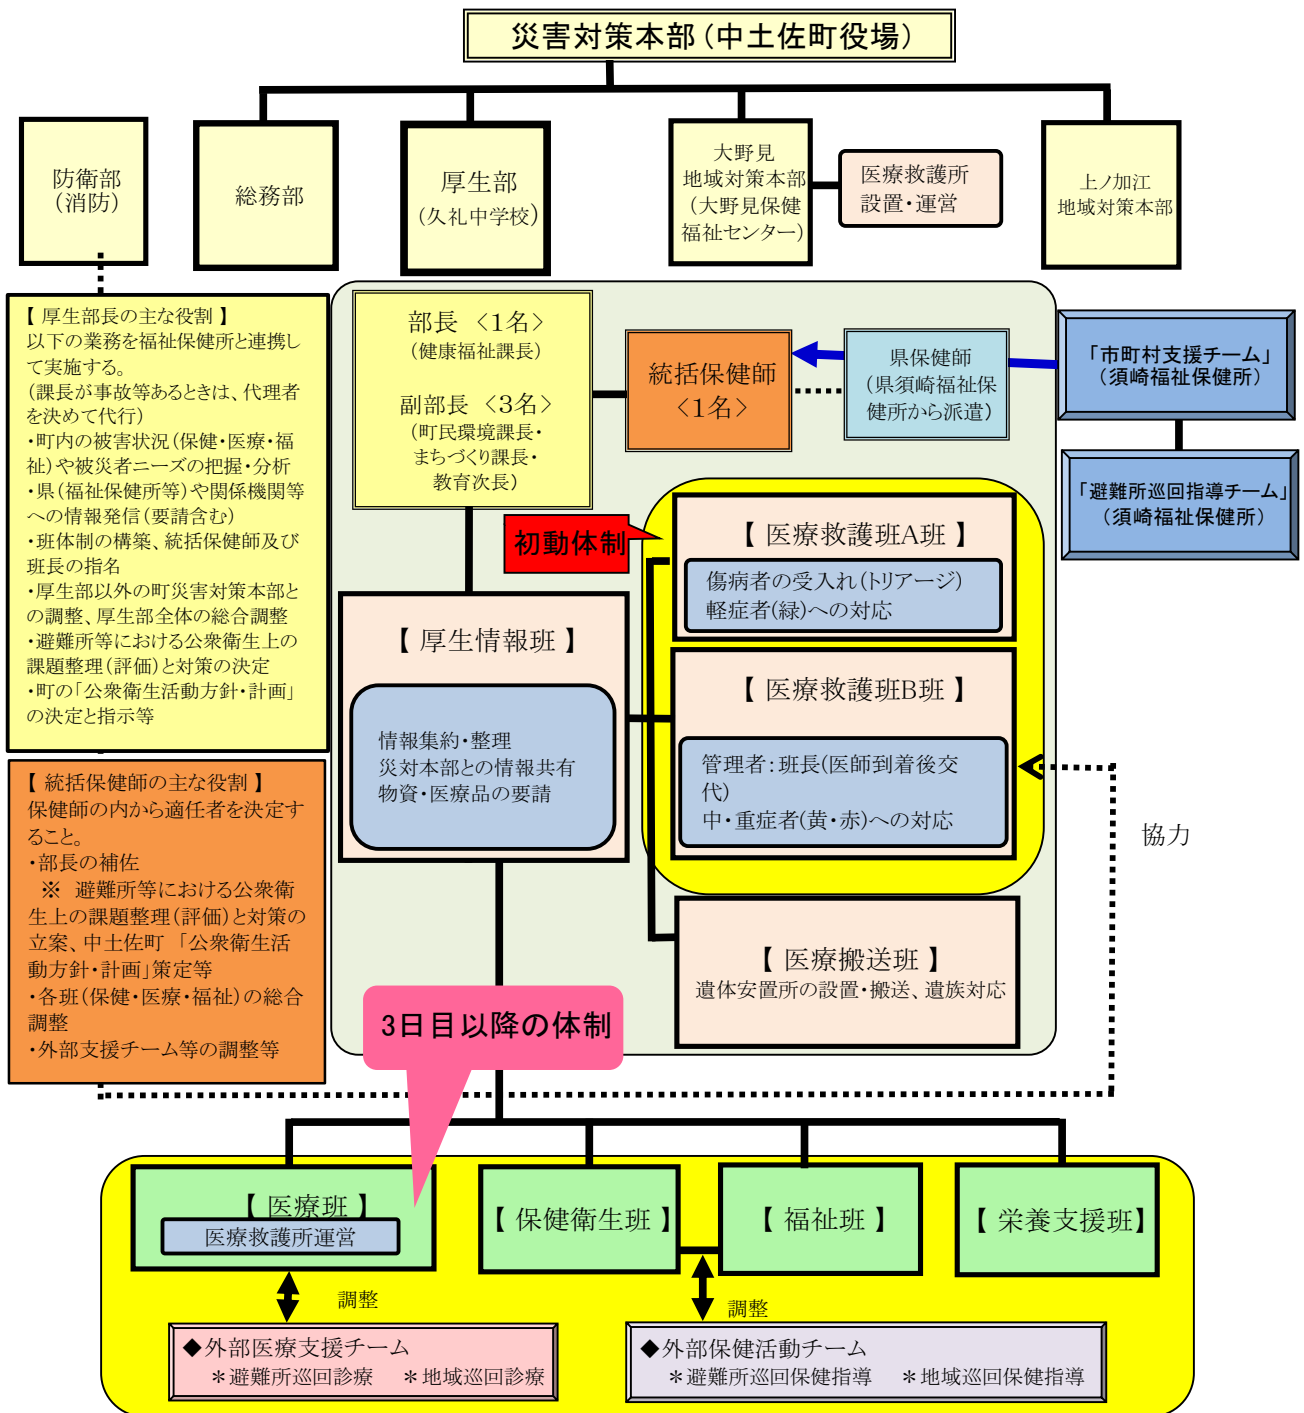 災害対策本部(中土佐町役場)
防衛部
(消防)
総務部
厚生部
(久礼中学校)
大野見
地域対策本部
(大野見保健
福祉センター)
医療救護所
設置・運営
上ノ加江
地域対策本部
【 厚生部長の主な役割 】
以下の業務を福祉保健所と連携し
て実施する。
(課長が事故等あるときは、代理者
を決めて代行)
・町内の被害状況(保健・医療・福
祉)や被災者ニーズの把握・分析
・県(福祉保健所等)や関係機関等
への情報発信(要請含む)
・班体制の構築、統括保健師及び
班長の指名
・厚生部以外の町災害対策本部と
の調整、厚生部全体の総合調整
・避難所等における公衆衛生上の
課題整理(評価)と対策の決定
・町の「公衆衛生活動方針・計画」
の決定と指示等
【 統括保健師の主な役割 】
保健師の内から適任者を決定す
ること。
・部長の補佐
※ 避難所等における公衆衛
生上の課題整理(評価)と対策の
立案、中土佐町 「公衆衛生活
動方針・計画」策定等
・各班(保健・医療・福祉)の総合
調整
・外部支援チーム等の調整等
部長 <1名>
(健康福祉課長)
副部長 <3名>
(町民環境課長・
まちづくり課長・
教育次長)
統括保健師
<1名>
県保健師
(県須崎福祉保
健所から派遣)
「市町村支援チーム」
(須崎福祉保健所)
「避難所巡回指導チーム」
(須崎福祉保健所)
初動体制
【 医療救護班A班 】
傷病者の受入れ(トリアージ)
軽症者(緑)への対応
【 厚生情報班 】
情報集約・整理
災対本部との情報共有
物資・医療品の要請
【 医療救護班B班 】
管理者:班長(医師到着後交
代)
中・重症者(黄・赤)への対応
協力
【 医療搬送班 】
遺体安置所の設置・搬送、遺族対応
3日目以降の体制
【 医療班 】
医療救護所運営
【 保健衛生班 】
【 福祉班 】
【 栄養支援班】
調整
調整
◆外部医療支援チーム
＊避難所巡回診療 ＊地域巡回診療
◆外部保健活動チーム
＊避難所巡回保健指導 ＊地域巡回保健指導